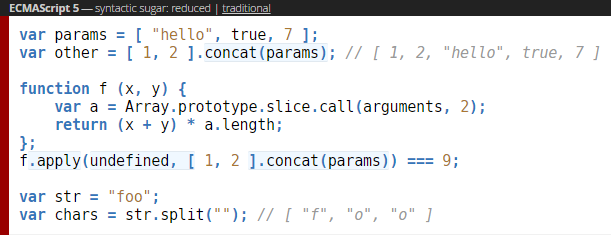 ECMAScript 5 — syntactic sugar: reduced | traditional
var params = [ "hello", true, 7 ];
var other = [ 1, 2 ].concat(params); // [ 1, 2, "hello", true, 7 ]
function f (x, y) {
    var a = Array.prototype.slice.call(arguments, 2);
    return (x + y) * a.length;
};
f.apply(undefined, [ 1, 2 ].concat(params)) === 9;
var str = "foo";
var chars = str.split(""); // [ "f", "o", "o" ]